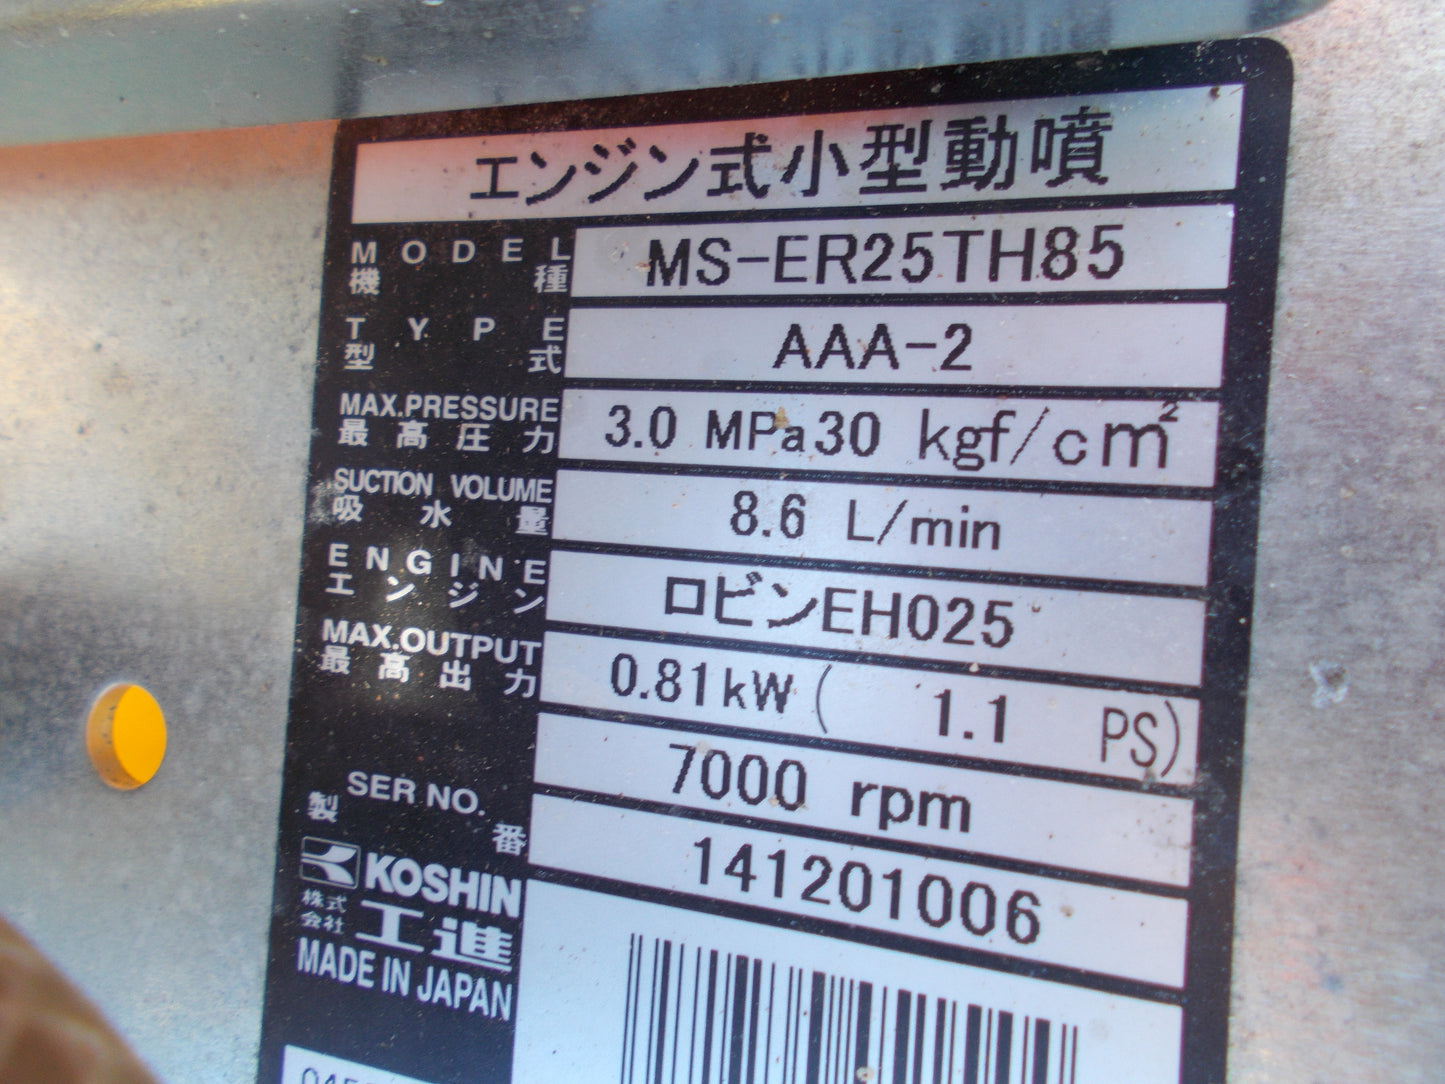 エンジン式小型動噴
MODEL
機種
MS-ER25TH85
TYPE
型式
AAA-2
MAX.PRESSURE
最高圧力
3.0 MPa 30 kgf/cm²
SUCTION VOLUME
吸水量
8.6 L/min
ENGINE
エンジン
ロビンEH025
MAX.OUTPUT
最高出力
0.81kW( 1.1 PS)
7000 rpm
SER NO.
製番
141201006
KOSHIN
株式会社 工進
MADE IN JAPAN